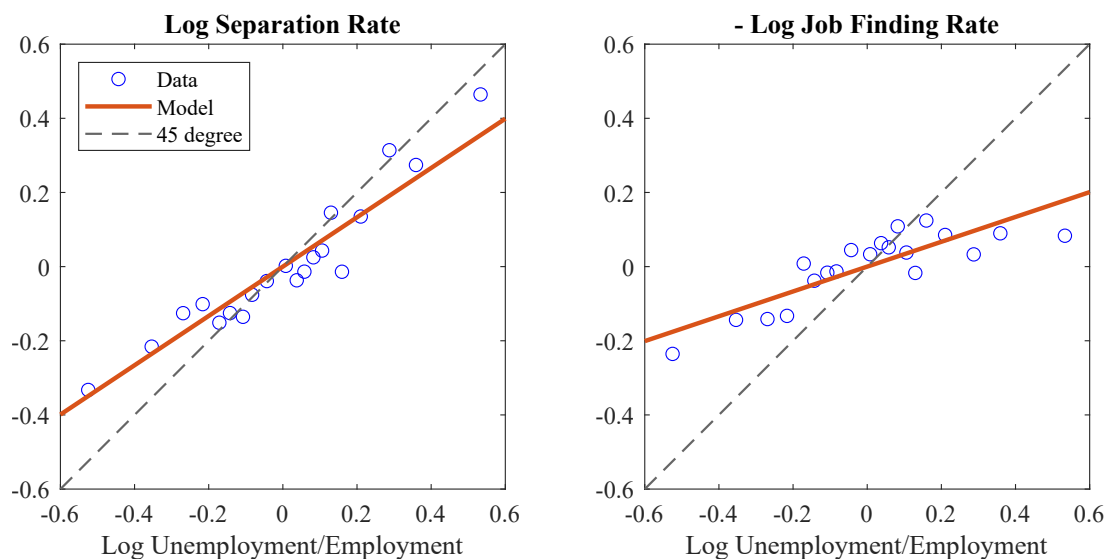 Log Separation Rate
0.6
0.4
0.2
0
-0.2
-0.4
-0.6
-0.6 -0.4 -0.2 0 0.2 0.4 0.6
Log Unemployment/Employment
Data
Model
45 degree
- Log Job Finding Rate
0.6
0.4
0.2
0
-0.2
-0.4
-0.6
-0.6 -0.4 -0.2 0 0.2 0.4 0.6
Log Unemployment/Employment